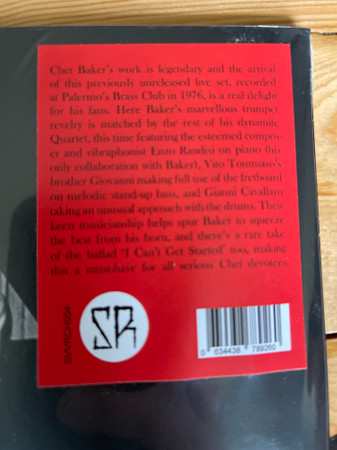 Chet Baker's work is legendary and the arrival
of this previously unreleased live set, recorded
at Palermo's Brass Club in 1976, is a real delight
for his fans. Here Baker's marvellous trumpet
revelry is matched by the rest of his dynamic
Quartet, this time featuring the esteemed compos-
er and vibraphonist Enzo Randisi on piano (his
only collaboration with Baker), Vito
brother Giovanni making full use of the fretboard
on melodic stand-up bass, and Gianni Cavallaro
taking an unusual approach with the drums. Their
musicianship helps spur Baker to squeeze
the best from his horn, and there's a rare take
of the ballad 'I Can't Get Started' too, making
this a must-have for all serious Chet devotees
SR